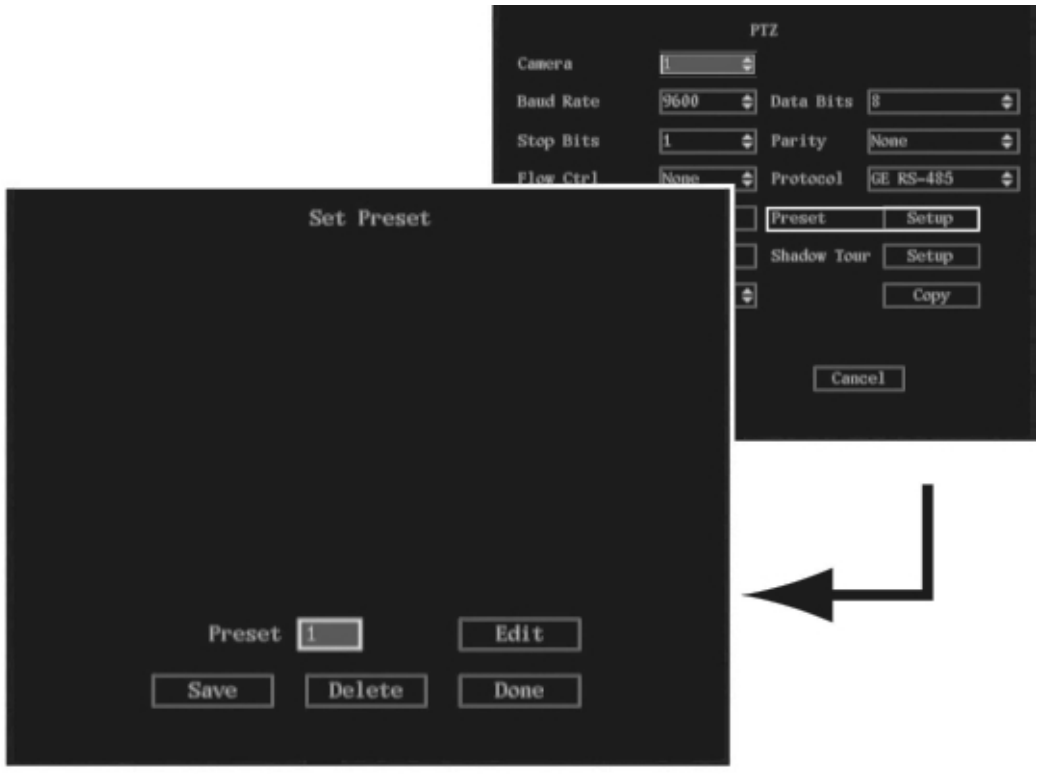 PTZ
Camera 1
Baud Rate 9600 Data Bits 8
Stop Bits 1 Parity None
Flow Ctrl None Protocol GE RS-485
Preset Setup
Shadow Tour Setup
Copy
Cancel
Set Preset
Preset 1 Edit
Save Delete Done